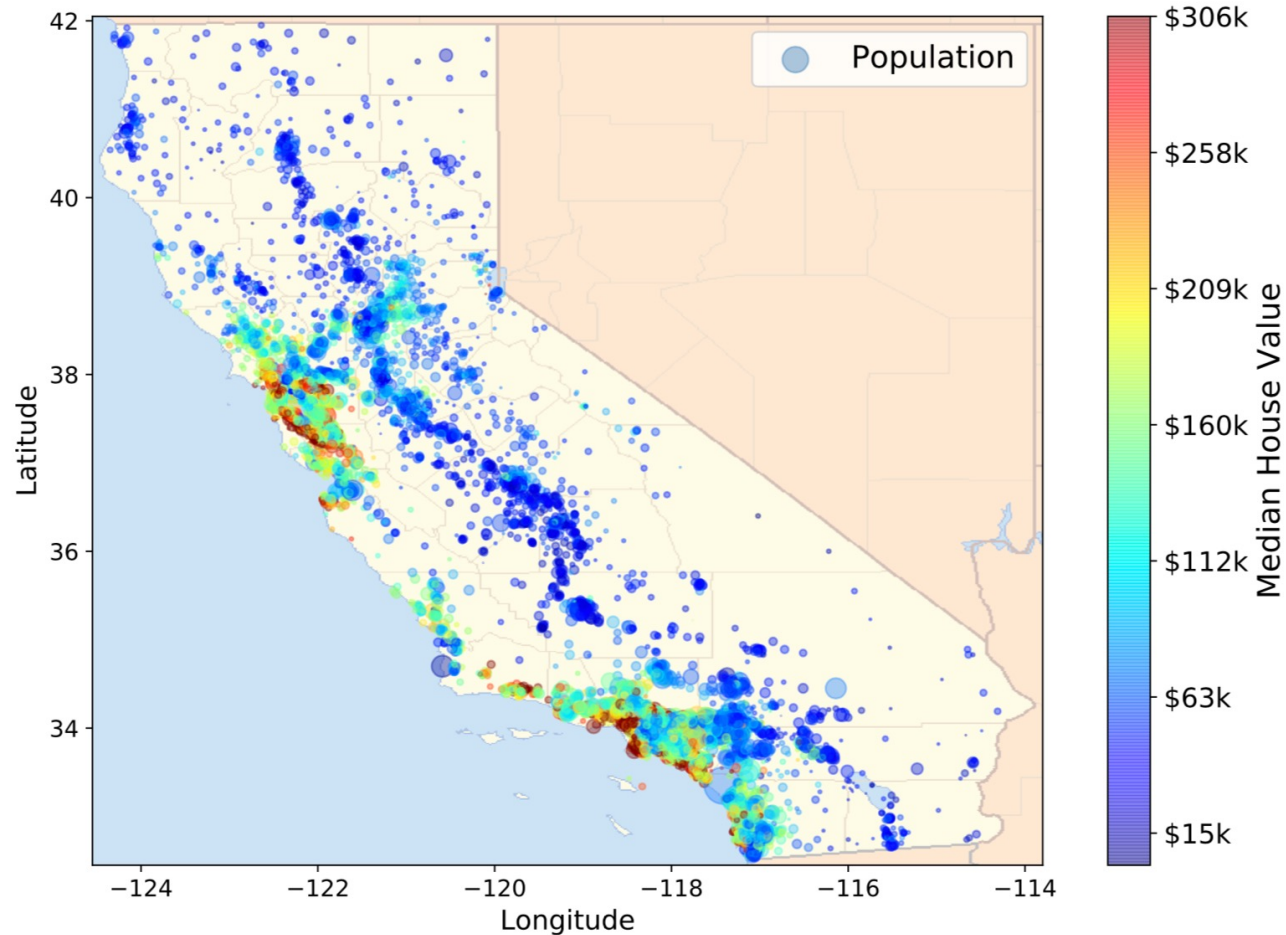 42
40
38
36
34
Latitude
−124
−122
−120
−118
−116
−114
Longitude
Population
$306k
$258k
$209k
$160k
$112k
$63k
$15k
Median House Value